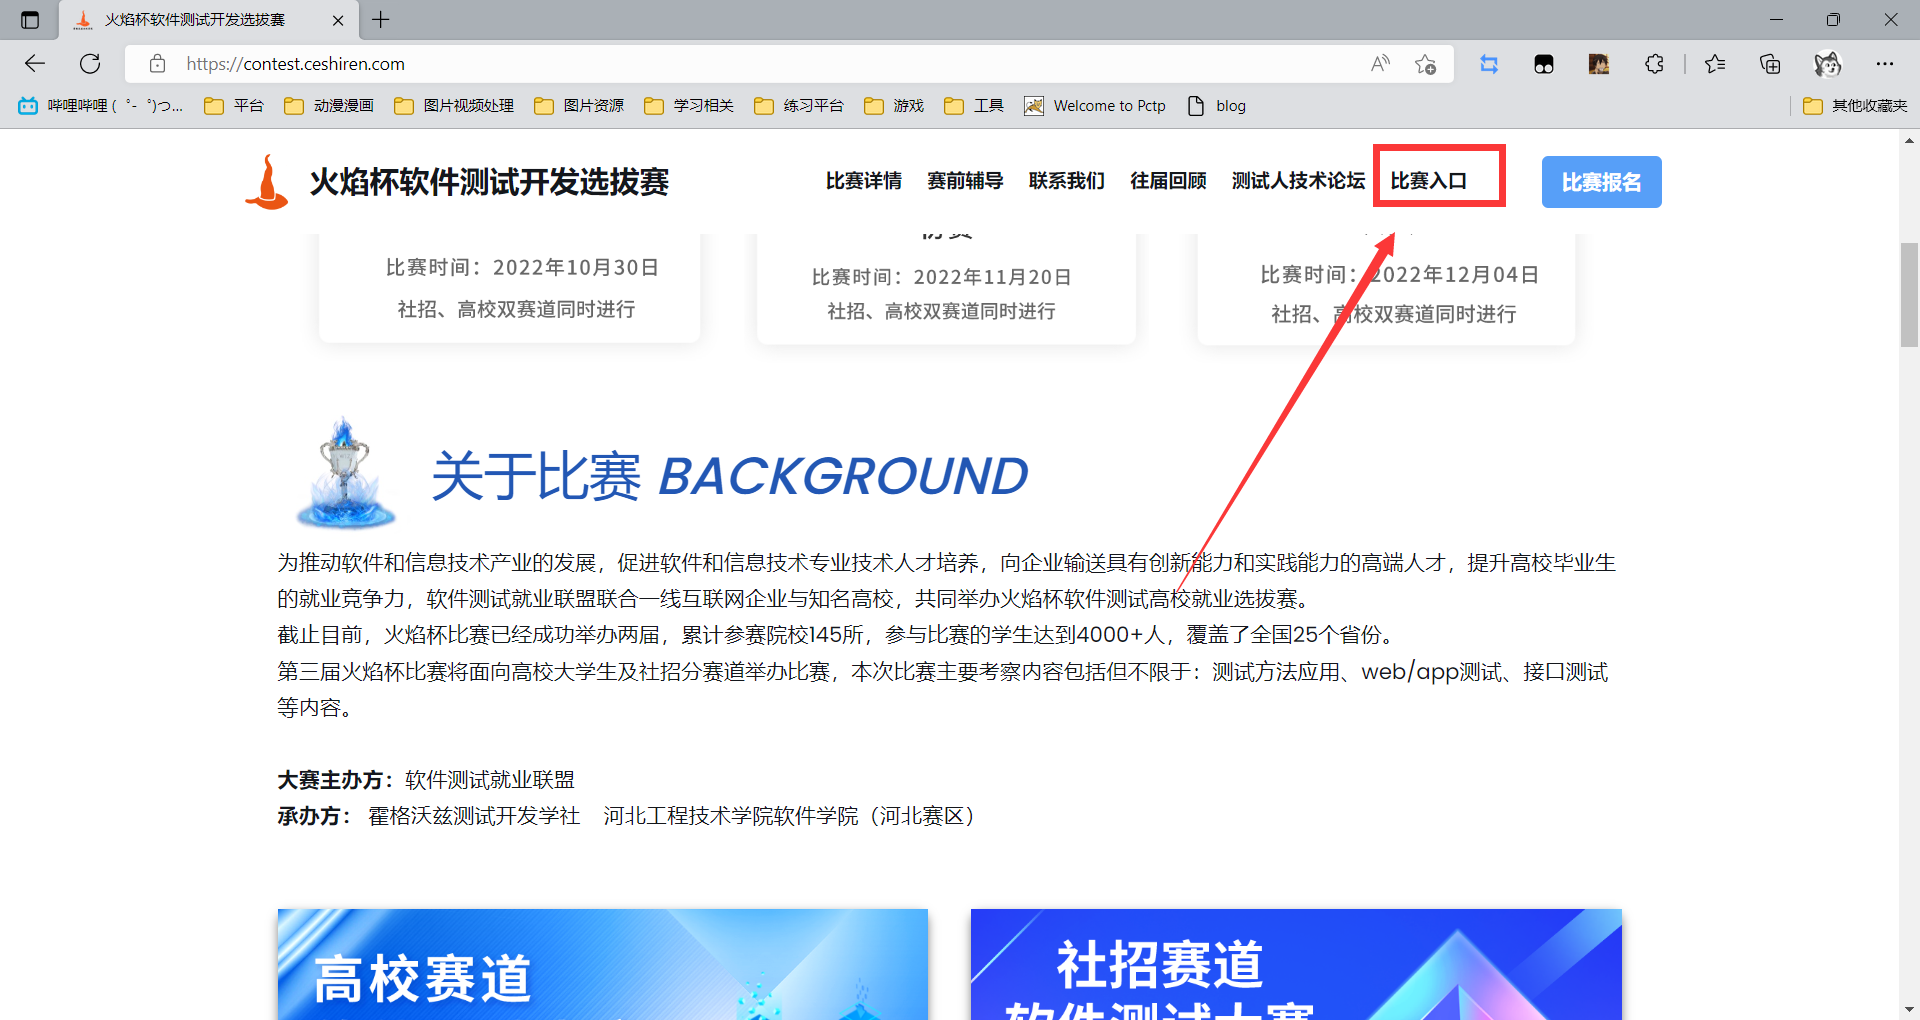 火焰杯软件测试开发选拔赛
https://contest.ceshiren.com
哔哩哔哩 (゜-゜)つ...
平台
动漫漫画
图片视频处理
图片资源
学习相关
练习平台
游戏
工具
Welcome to Pctp
blog
其他收藏夹
火焰杯软件测试开发选拔赛
比赛详情 赛前辅导 联系我们 往届回顾 测试人技术论坛 比赛入口 比赛报名
比赛时间：2022年10月30日
社招、高校双赛道同时进行
比赛时间：2022年11月20日
社招、高校双赛道同时进行
比赛时间：2022年12月04日
社招、高校双赛道同时进行
关于比赛 BACKGROUND
为推动软件和信息技术产业的发展，促进软件和信息技术专业技术人才培养，向企业输送具有创新能力和实践能力的高端人才，提升高校毕业生
的就业竞争力，软件测试就业联盟联合一线互联网企业与知名高校，共同举办火焰杯软件测试高校就业选拔赛。
截止目前，火焰杯比赛已经成功举办两届，累计参赛院校145所，参与比赛的学生达到4000+人，覆盖了全国25个省份。
第三届火焰杯比赛将面向高校大学生及社招分赛道举办比赛，本次比赛主要考察内容包括但不限于：测试方法应用、web/app测试、接口测试
等内容。
大赛主办方：软件测试就业联盟
承办方： 霍格沃兹测试开发学社 河北工程技术学院软件学院（河北赛区）
高校赛道
社招赛道
软件测试大赛